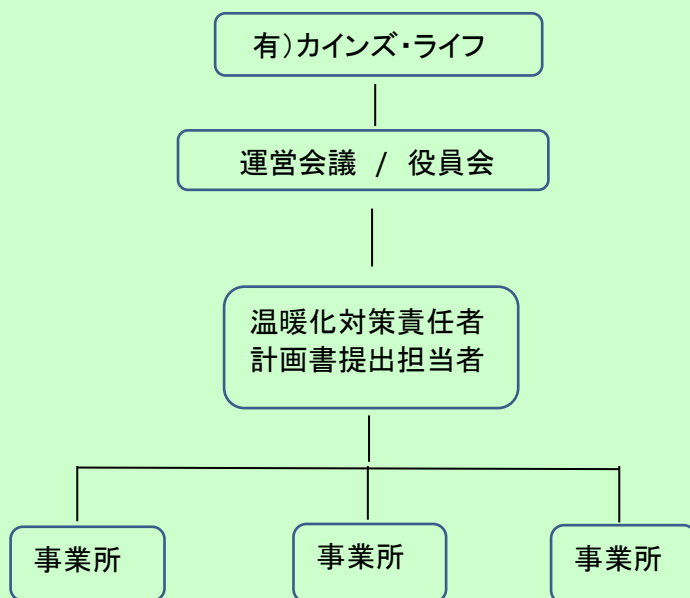 有）カインズ・ライフ
運営会議 / 役員会
温暖化対策責任者
計画書提出担当者
事業所
事業所
事業所